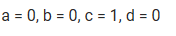 a = 0, b = 0, c = 1, d = 0